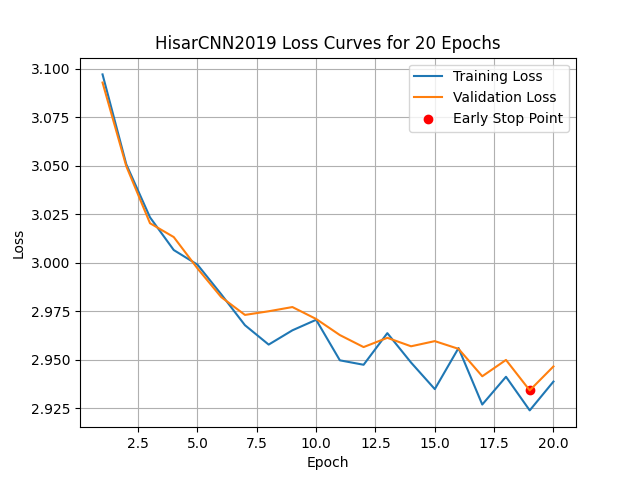 HisarCNN2019 Loss Curves for 20 Epochs
Training Loss
Validation Loss
Early Stop Point
Loss
3.100
3.075
3.050
3.025
3.000
2.975
2.950
2.925
2.5 5.0 7.5 10.0 12.5 15.0 17.5 20.0
Epoch